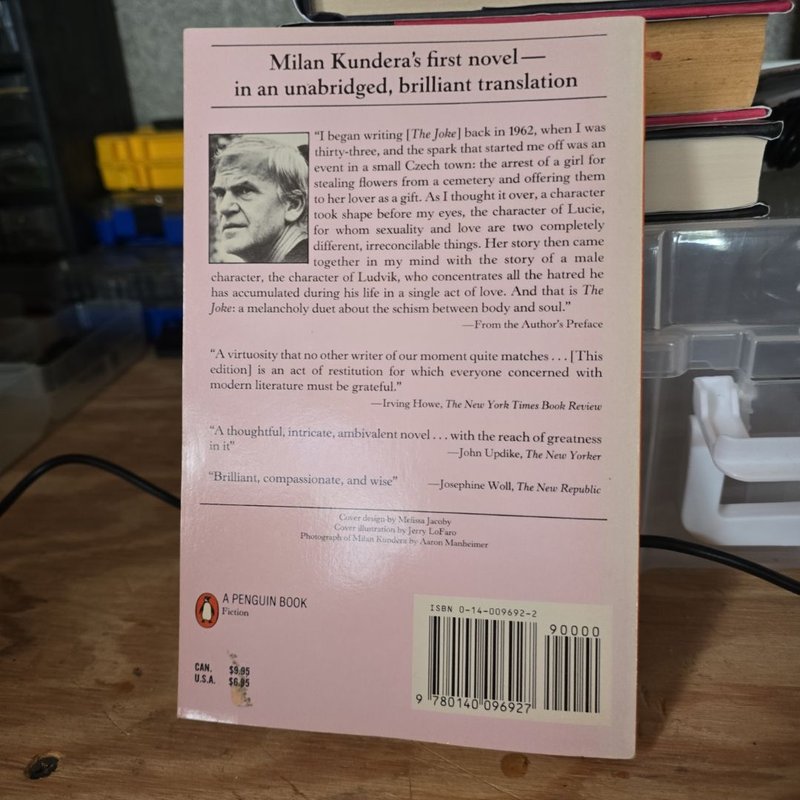 Milan Kundera's first novel—
in an unabridged, brilliant translation
"I began writing [The Joke] back in 1962, when I was
thirty-three, and the spark that started me off was an
event in a small Czech town: the arrest of a girl for
stealing flowers from a cemetery and offering them
to her lover as a gift. As I thought it over, a character
took shape before my eyes, the character of Lucie,
for whom sexuality and love are two completely
different, irreconcilable things. Her story then came
together in my mind with the story of a male
character, the character of Ludvik, who concentrates all the hatred he
has accumulated during his life in a single act of love. And that is The
Joke: a melancholy duet about the schism between body and soul."
—From the Author's Preface
"A virtuosity that no other writer of our moment quite matches . . . [This
edition] is an act of restitution for which everyone concerned with
modern literature must be grateful."
—Irving Howe, The New York Times Book Review
"A thoughtful, intricate, ambivalent novel . . . with the reach of greatness
in it"
—John Updike, The New Yorker
"Brilliant, compassionate, and wise"
—Josephine Woll, The New Republic
Cover design by Melissa Jacoby
Cover illustration by Jerry LoFaro
Photograph of Milan Kundera by Aaron Manheimer
A PENGUIN BOOK
Fiction
CAN. $9.95
U.S.A. $6.95
ISBN 0-14-009692-2
90000
9 780140 096927